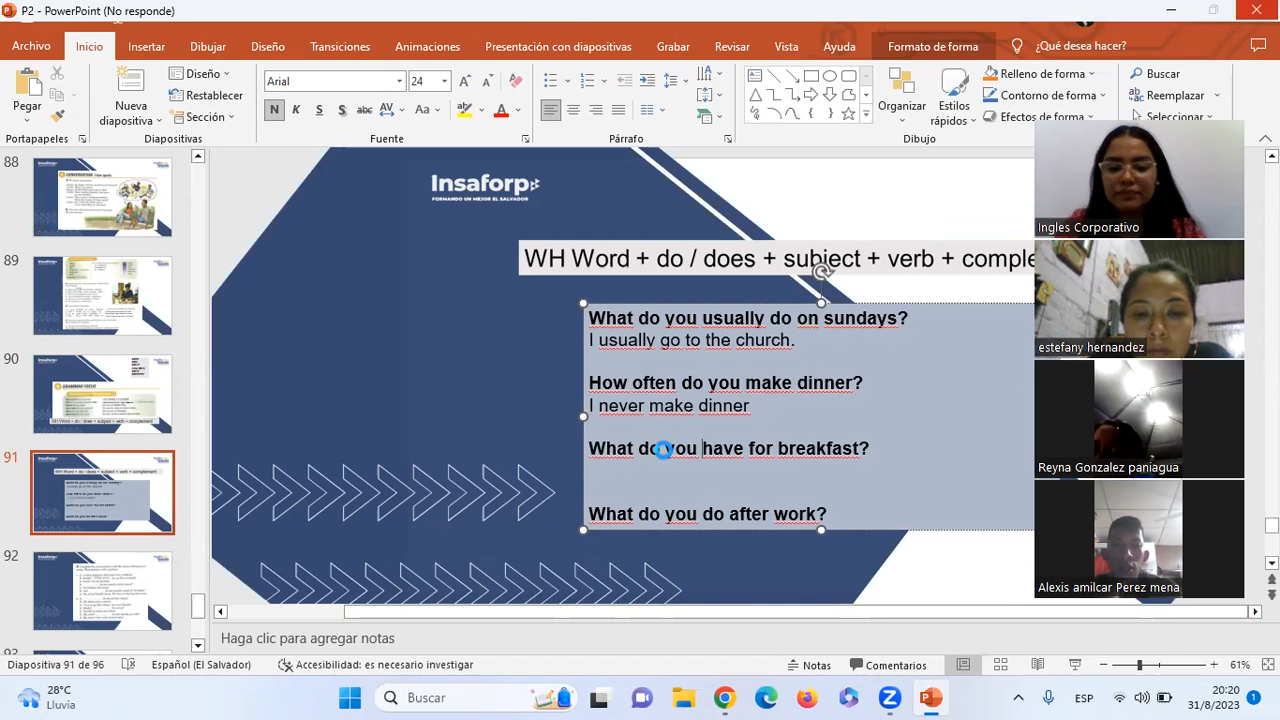 P2 - PowerPoint (No responde)
Archivo Inicio Insertar Dibujar Diseño Transiciones Animaciones Presentación con diapositivas Grabar Revisar Vista Ayuda Formato de forma ¿Qué desea hacer?
Pegar
Portapapeles
Nueva diapositiva
Diseño
Restablecer
Sección
Diapositivas
Arial 24
N K S S abc AV Aa A
Fuente
Párrafo
Organizar
Estilos rápidos
Relleno de forma
Contorno de forma
Efectos de forma
Dibujo
Buscar
Reemplazar
Seleccionar
88
89
90
91
92
Insaforp
FORMANDO UN MEJOR EL SALVADOR
WH Word + do / does + subject + verb + comple
What do you usually do on sundays?
I usually go to the church.
How often do you make dinner?
I never make dinner
What do you have for breakfast?
What do you do after work?
ingles Corporativo
estefany hernandez
Reyna Gonzalez paniagua
Alexis amilcar Perez mena
Haga clic para agregar notas
Diapositiva 91 de 96 Español (El Salvador) Accesibilidad: es necesario investigar Notas Comentarios 61%
28°C
Lluvia
Buscar
ESP
20:20
31/8/2023
1